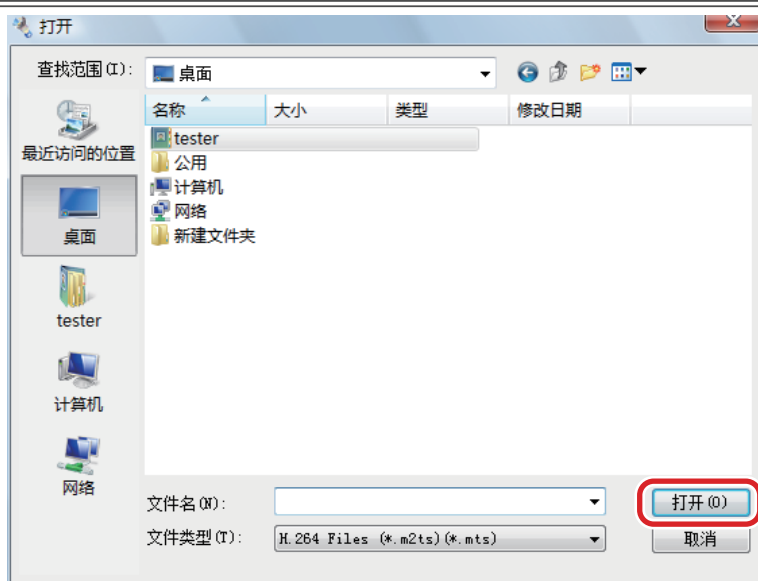 打开
查找范围(I):
桌面
名称
大小
类型
修改日期
tester
公用
计算机
网络
新建文件夹
最近访问的位置
桌面
tester
计算机
网络
文件名(N):
打开(O)
文件类型(T):
H.264 Files (*.m2ts)(*.mts)
取消